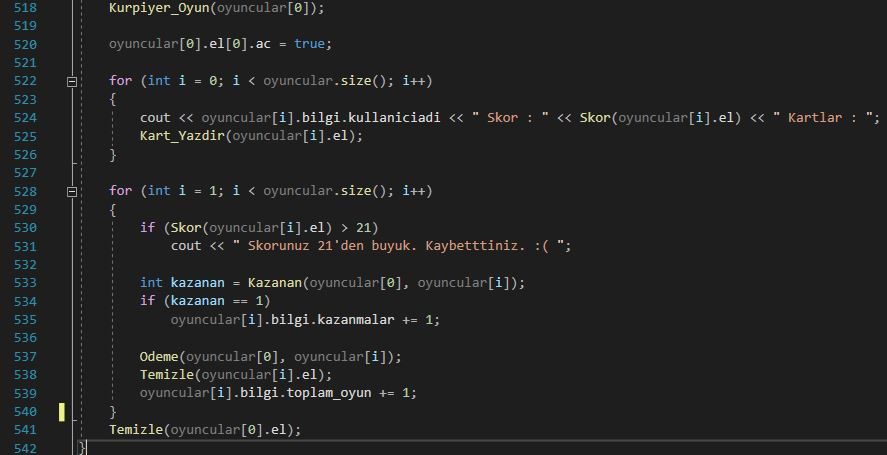 518 Kurpiyer_Oyun(oyuncular[0]);
519
520 oyuncular[0].el[0].ac = true;
521
522 for (int i = 0; i < oyuncular.size(); i++)
523 {
524 cout << oyuncular[i].bilgi.kullaniciadi << " Skor : " << Skor(oyuncular[i].el) << " Kartlar : ";
525 Kart_Yazdir(oyuncular[i].el);
526 }
527
528 for (int i = 1; i < oyuncular.size(); i++)
529 {
530 if (Skor(oyuncular[i].el) > 21)
531 cout << " Skorunuz 21'den buyuk. Kaybetttiniz. :( ";
532
533 int kazanan = Kazanan(oyuncular[0], oyuncular[i]);
534 if (kazanan == 1)
535 oyuncular[i].bilgi.kazanmalar += 1;
536
537 Odeme(oyuncular[0], oyuncular[i]);
538 Temizle(oyuncular[i].el);
539 oyuncular[i].bilgi.toplam_oyun += 1;
540 }
541 Temizle(oyuncular[0].el);
542 }